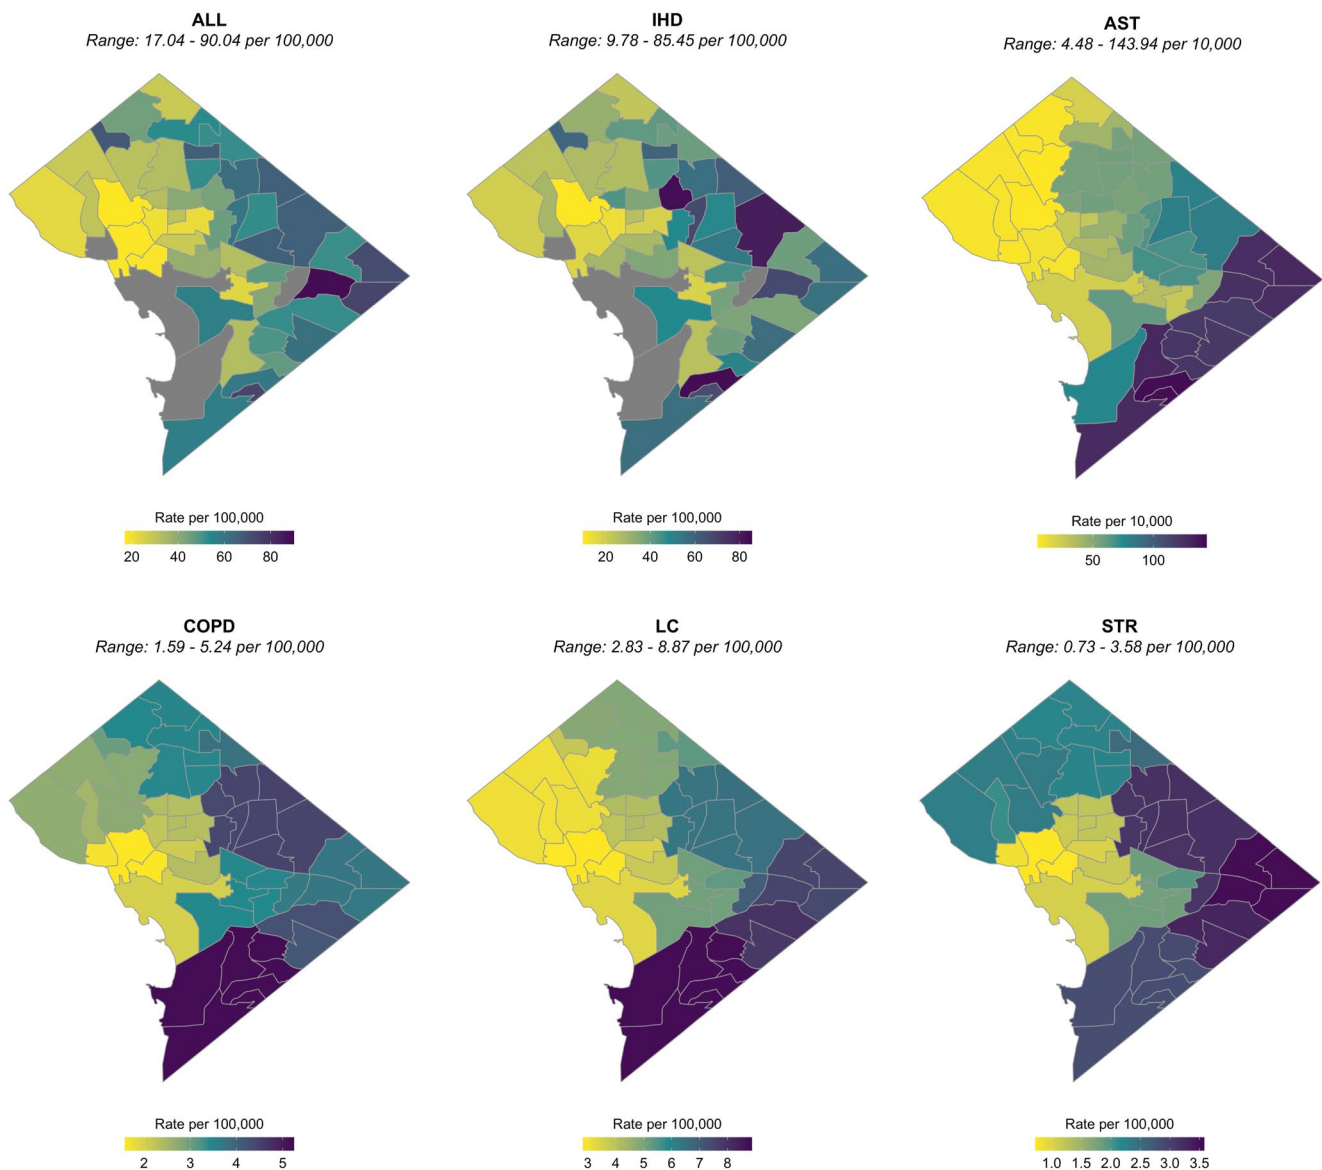 ALL
Range: 17.04 - 90.04 per 100,000
IHD
Range: 9.78 - 85.45 per 100,000
AST
Range: 4.48 - 143.94 per 10,000
Rate per 100,000
20 40 60 80
Rate per 100,000
20 40 60 80
Rate per 10,000
50 100
COPD
Range: 1.59 - 5.24 per 100,000
LC
Range: 2.83 - 8.87 per 100,000
STR
Range: 0.73 - 3.58 per 100,000
Rate per 100,000
2 3 4 5
Rate per 100,000
3 4 5 6 7 8
Rate per 100,000
1.0 1.5 2.0 2.5 3.0 3.5